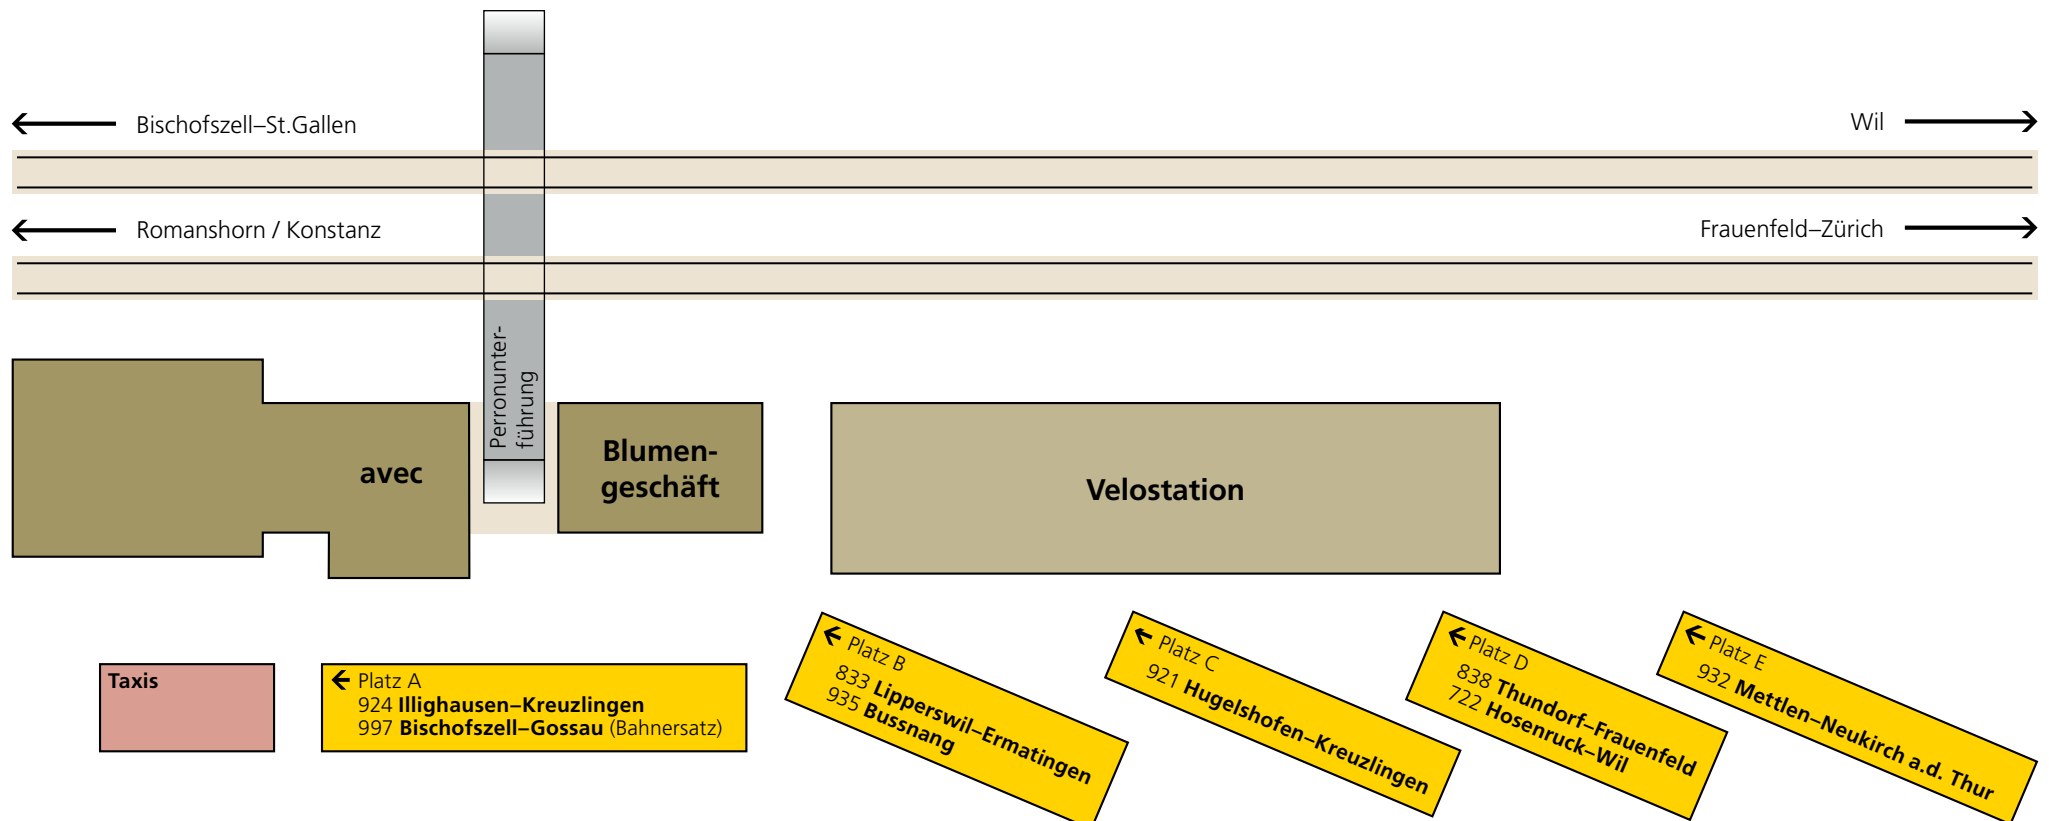 Bischofszell–St.Gallen
Wil
Romanshorn / Konstanz
Frauenfeld–Zürich
Perronunter-
führung
avec
Blumen-
geschäft
Velostation
Taxis
Platz A
924 Illighausen–Kreuzlingen
997 Bischofszell–Gossau (Bahnersatz)
Platz B
833 Lipperswil–Ermatingen
935 Bussnang
Platz C
921 Hugelshofen–Kreuzlingen
Platz D
838 Thundorf–Frauenfeld
722 Hosenruck–Wil
Platz E
932 Mettlen–Neukirch a.d. Thur